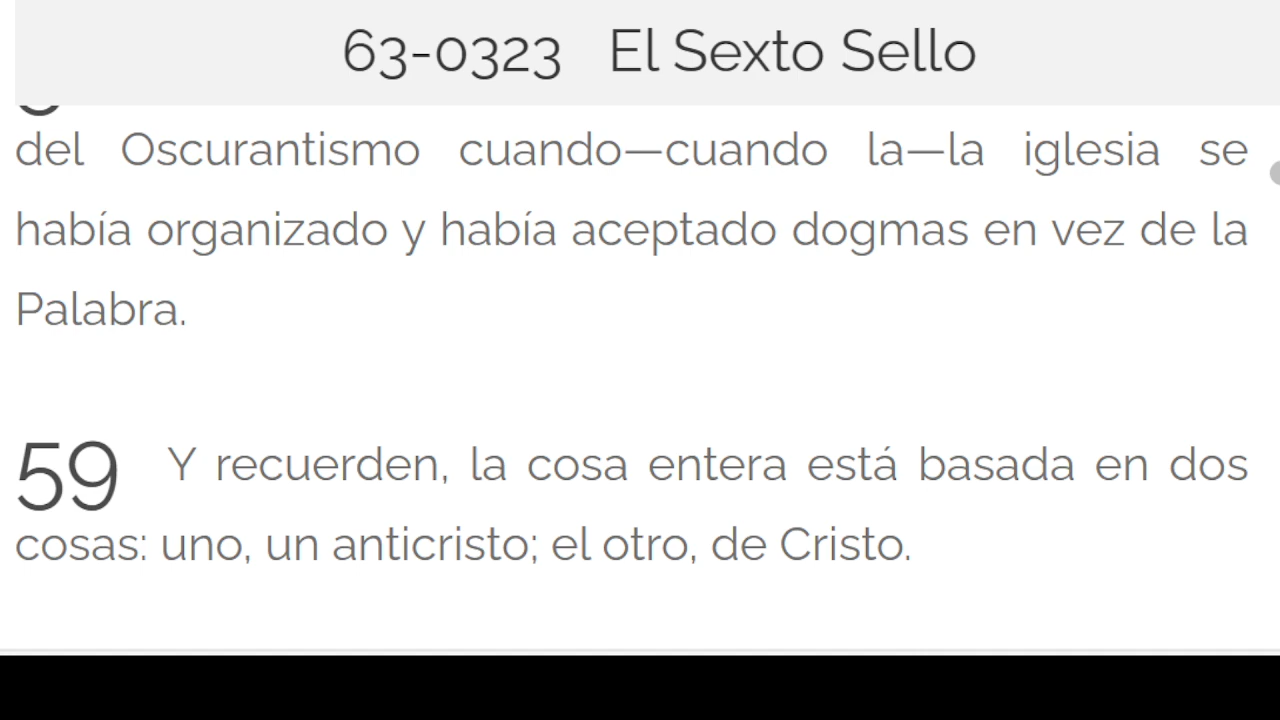 63-0323 El Sexto Sello
del Oscurantismo cuando—cuando la—la iglesia se
había organizado y había aceptado dogmas en vez de la
Palabra.
59 Y recuerden, la cosa entera está basada en dos
cosas: uno, un anticristo; el otro, de Cristo.